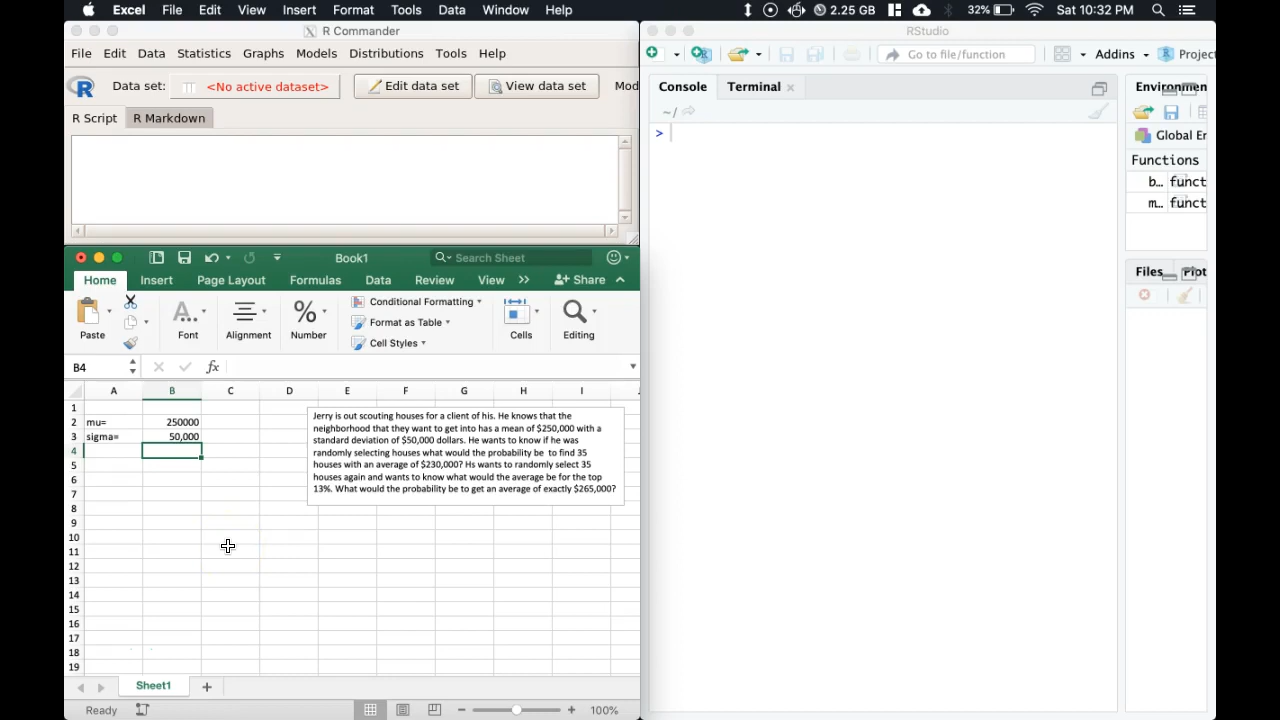 Excel File Edit View Insert Format Tools Data Window Help 2.25 GB 32% Sat 10:32 PM
R Commander
File Edit Data Statistics Graphs Models Distributions Tools Help
Data set: <No active dataset> Edit data set View data set Mod
R Script R Markdown
Book1 Search Sheet
Home Insert Page Layout Formulas Data Review View Share
Paste Font Alignment Number Conditional Formatting Format as Table Cell Styles Cells Editing
B4 fx
A B C D E F G H I
1
2 mu= 250000
3 sigma= 50,000
4
5
6
7
8
9
10
11
12
13
14
15
16
17
18
19
Jerry is out scouting houses for a client of his. He knows that the
neighborhood that they want to get into has a mean of $250,000 with a
standard deviation of $50,000 dollars. He wants to know if he was
randomly selecting houses what would the probability be to find 35
houses with an average of $230,000? Hs wants to randomly select 35
houses again and wants to know what would the average be for the top
13%. What would the probability be to get an average of exactly $265,000?
Sheet1
Ready 100%
RStudio
Go to file/function Addins Project
Console Terminal
~/
>
Environmen
Global En
Functions
b… funct
m… funct
Files Plot